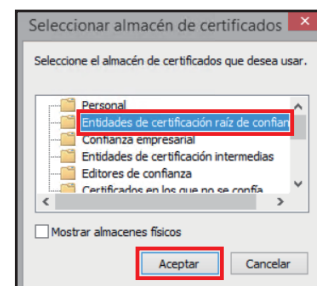 Seleccionar almacén de certificados
Seleccione el almacén de certificados que desea usar.
Personal
Entidades de certificación raíz de confian
Confianza empresarial
Entidades de certificación intermedias
Editores de confianza
Certificados en los que no se confía
Mostrar almacenes físicos
Aceptar Cancelar